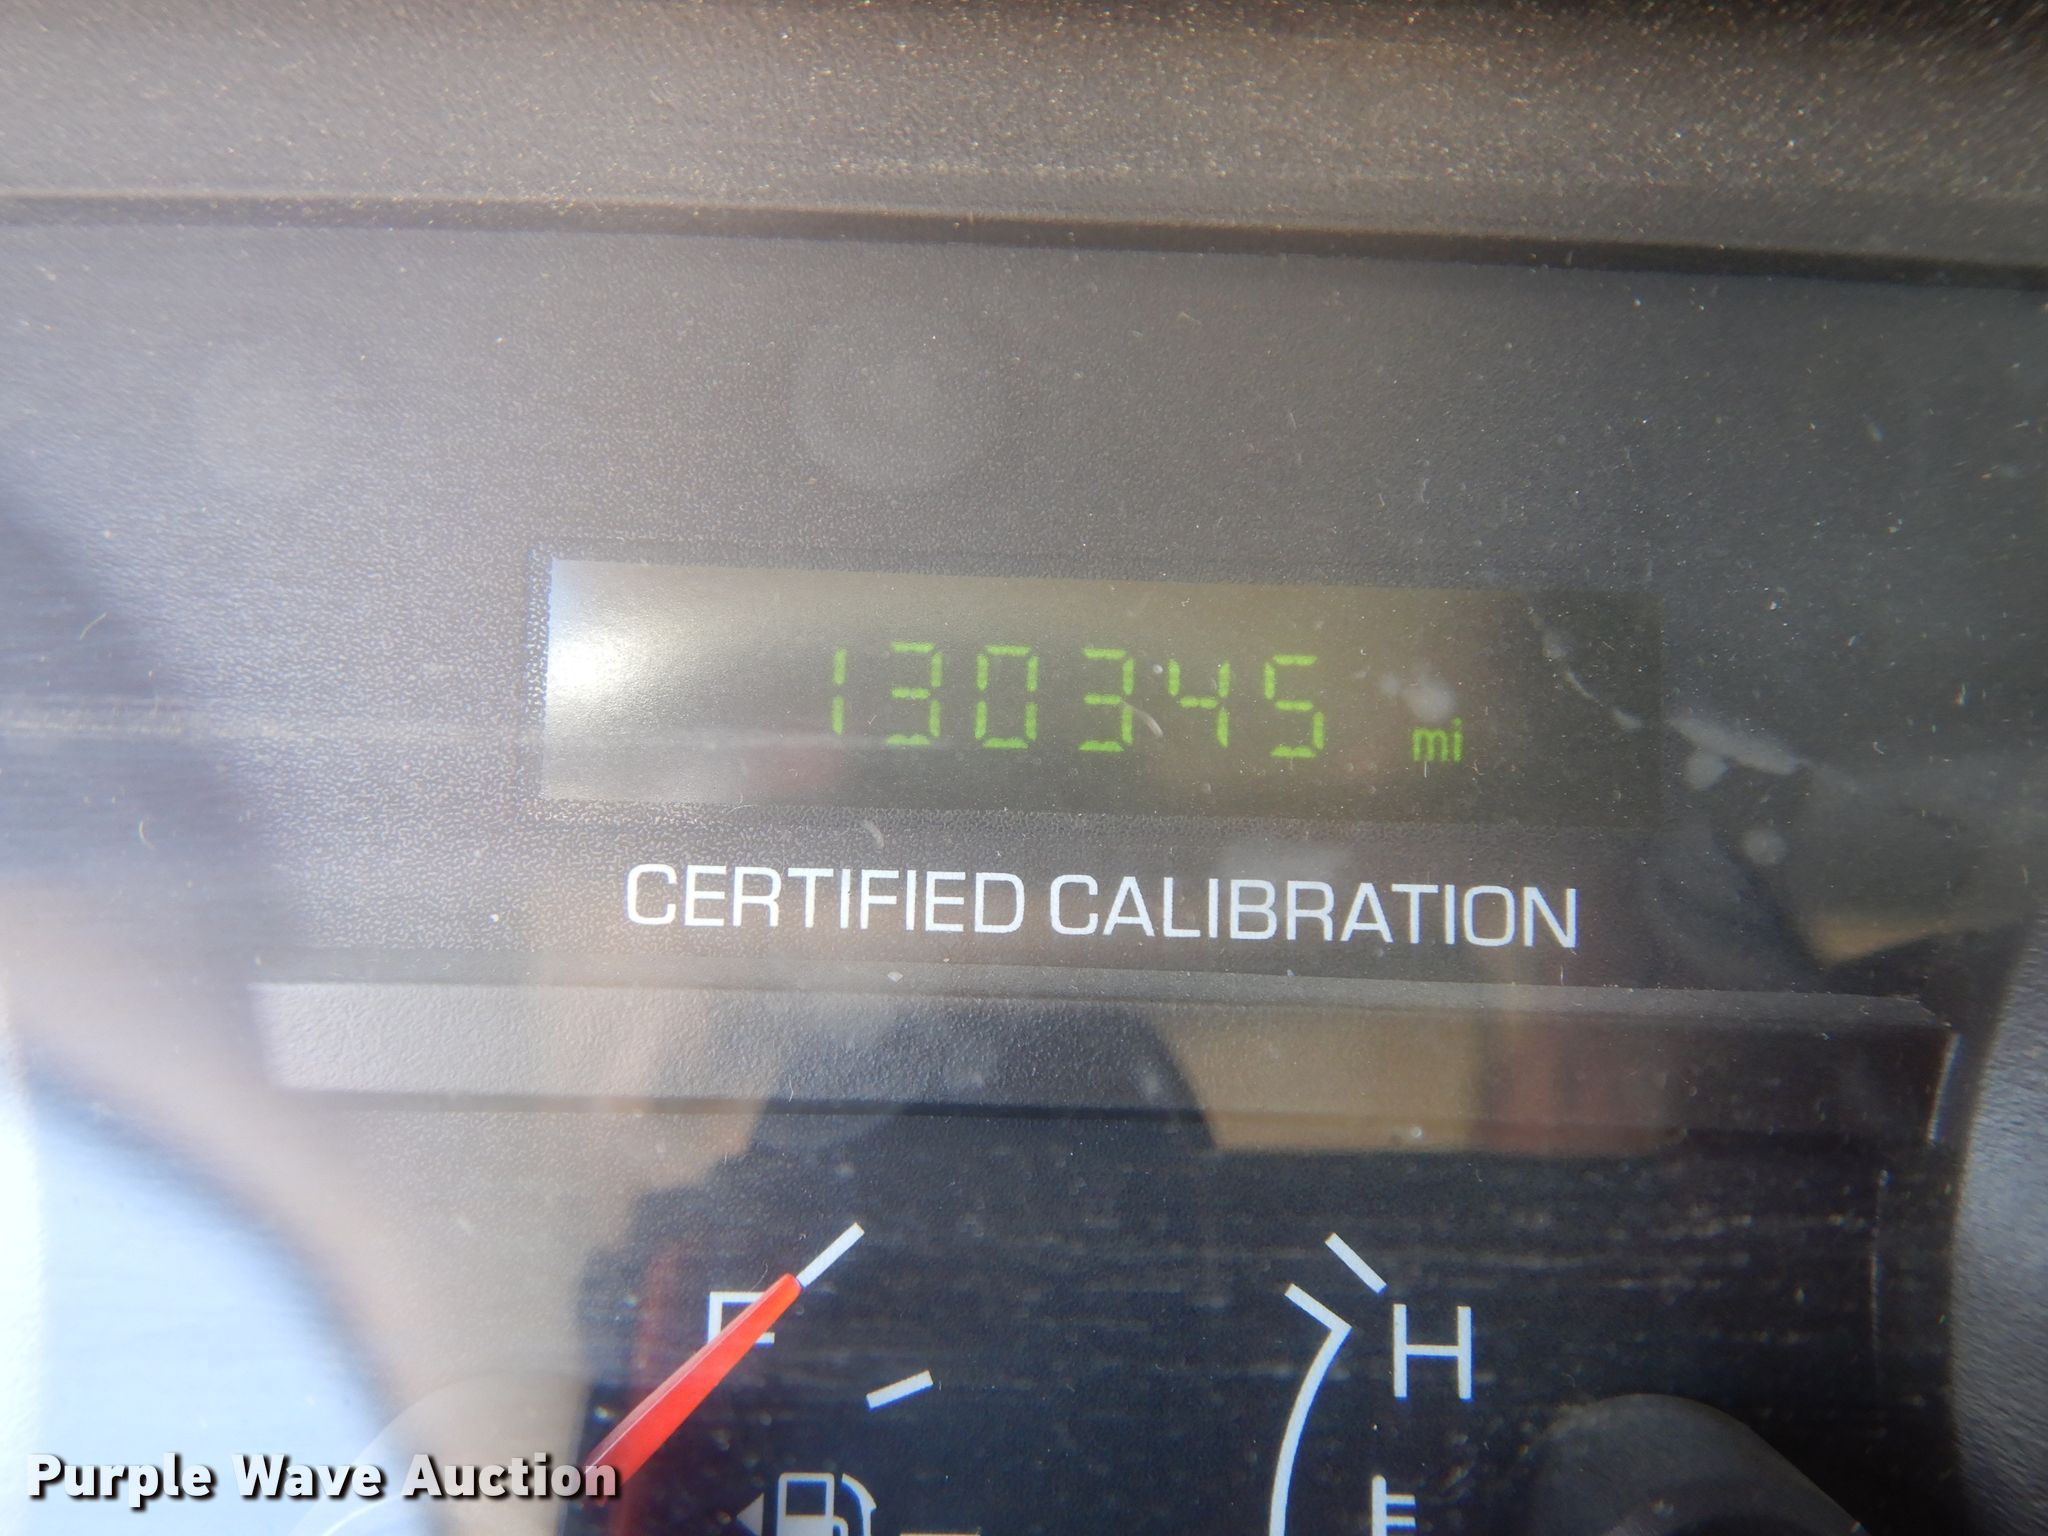 130345 mi
CERTIFIED CALIBRATION
F
H
Purple Wave Auction